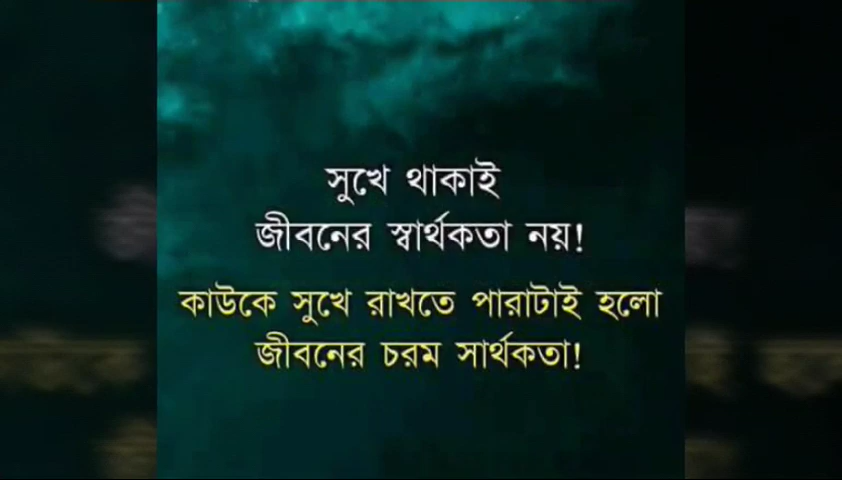 সুখে থাকাই
জীবনের স্বার্থকতা নয়!
কাউকে সুখে রাখতে পারাটাই হলো
জীবনের চরম সার্থকতা!